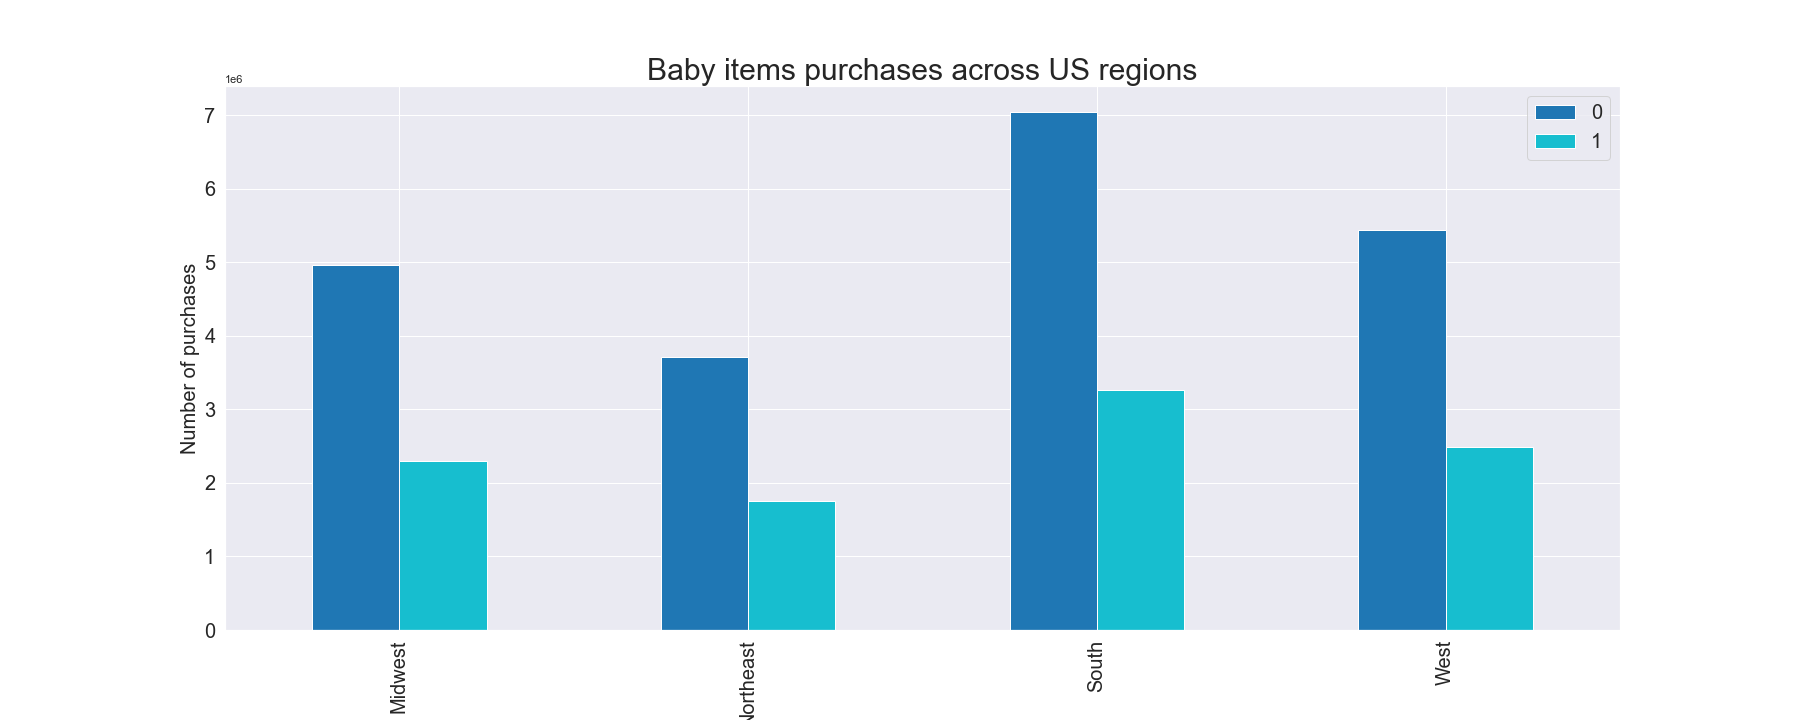 Baby items purchases across US regions
1e6
7
6
5
4
3
2
1
0
Number of purchases
0
1
Midwest
Northeast
South
West